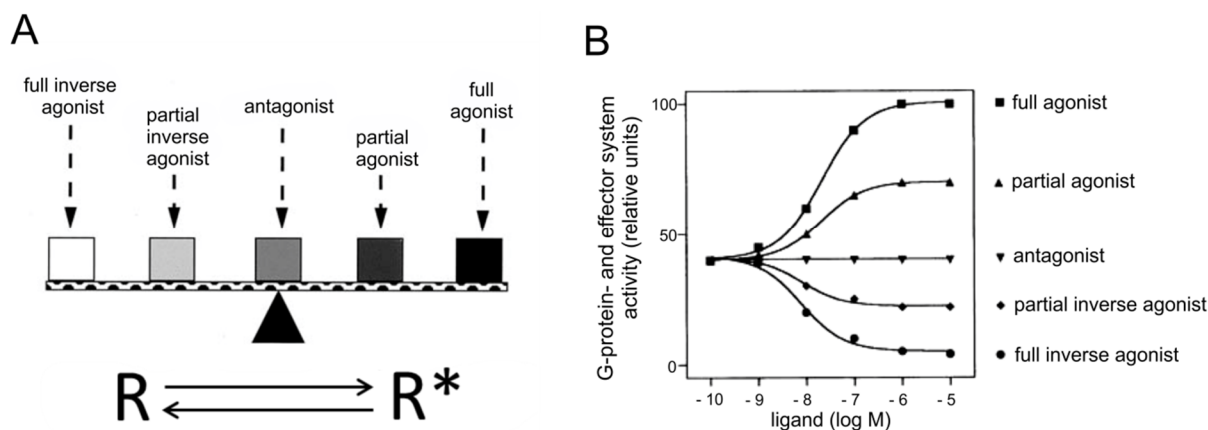 A
full inverse
agonist
partial
inverse
agonist
antagonist
partial
agonist
full
agonist
R R*
B
G-protein- and effector system
activity (relative units)
100
50
0
- 10 - 9 - 8 - 7 - 6 - 5
ligand (log M)
full agonist
partial agonist
antagonist
partial inverse agonist
full inverse agonist